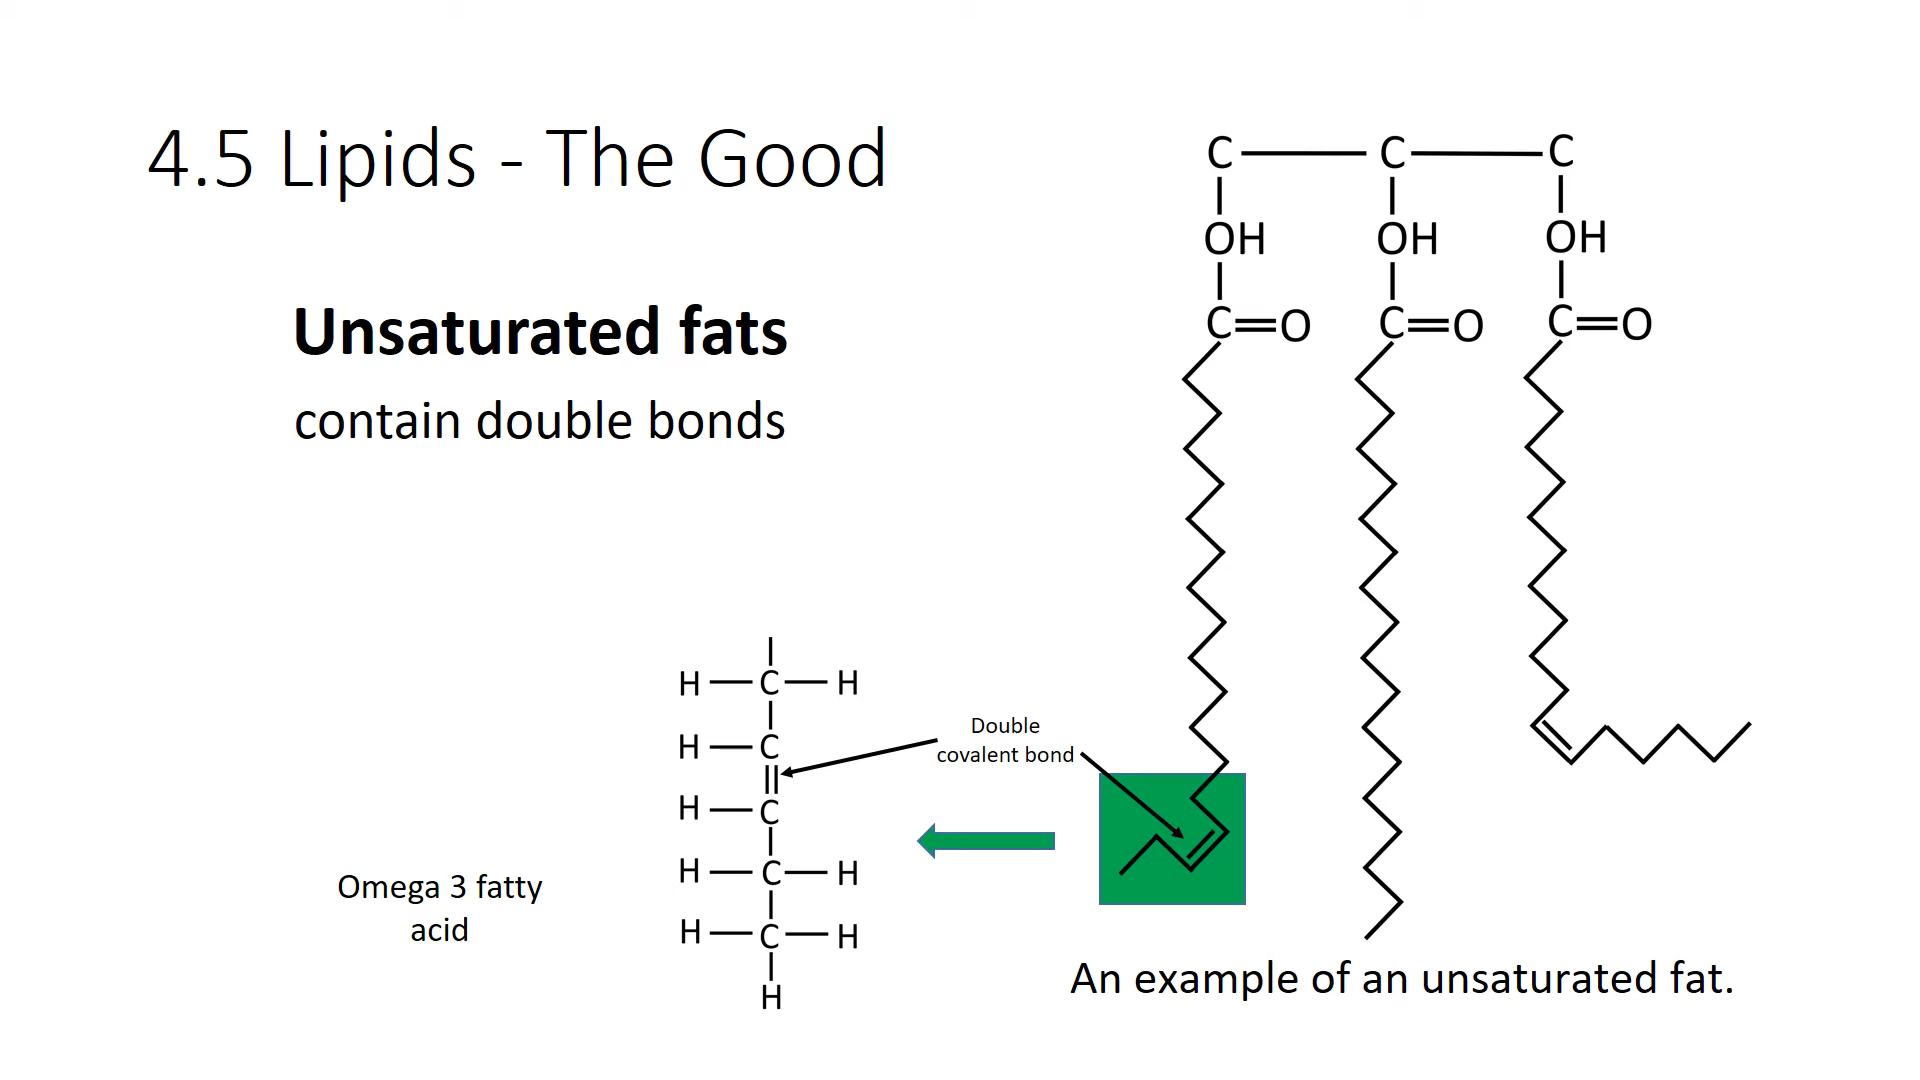 4.5 Lipids - The Good
Unsaturated fats
contain double bonds
C C C
OH OH OH
C=O C=O C=O
H C H
H C
H C
H C H
H C H
H
Double
covalent bond
Omega 3 fatty
acid
An example of an unsaturated fat.